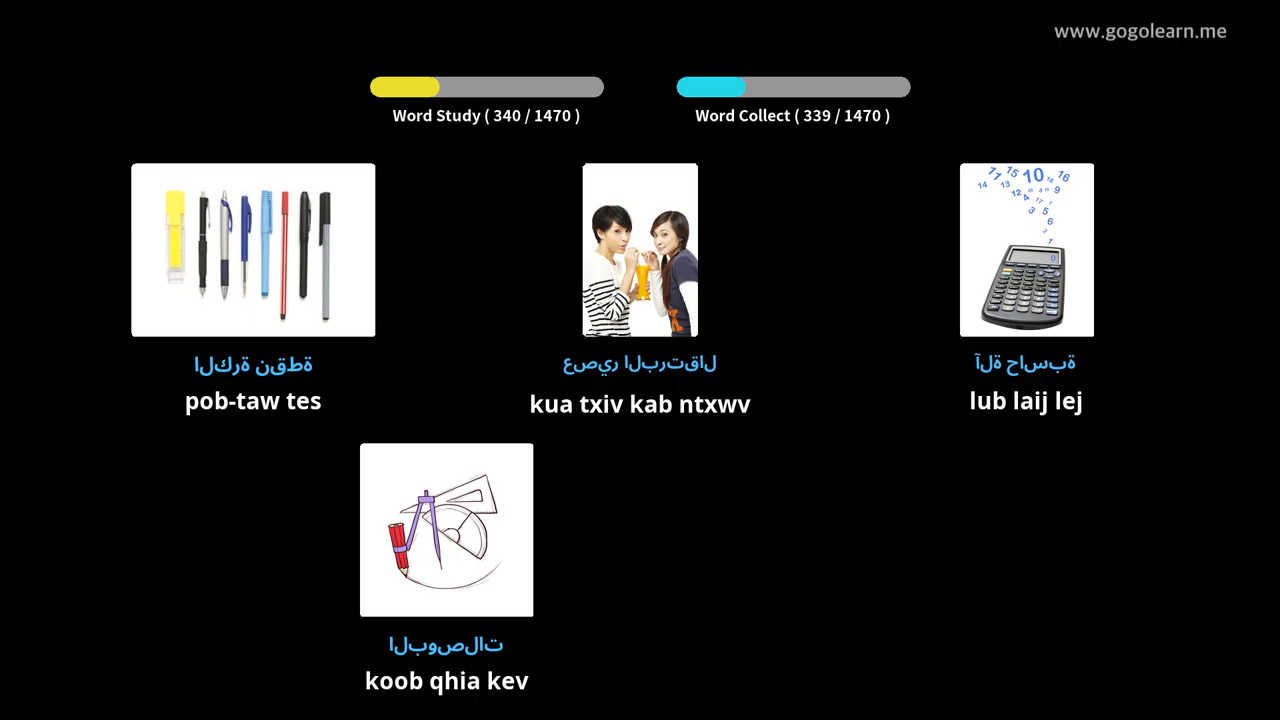 www.gogolearn.me
Word Study ( 340 / 1470 )
Word Collect ( 339 / 1470 )
الكرة نقطة
عصير البرتقال
آلة حاسبة
pob-taw tes
kua txiv kab ntxwv
lub laij lej
البوصلات
koob qhia kev